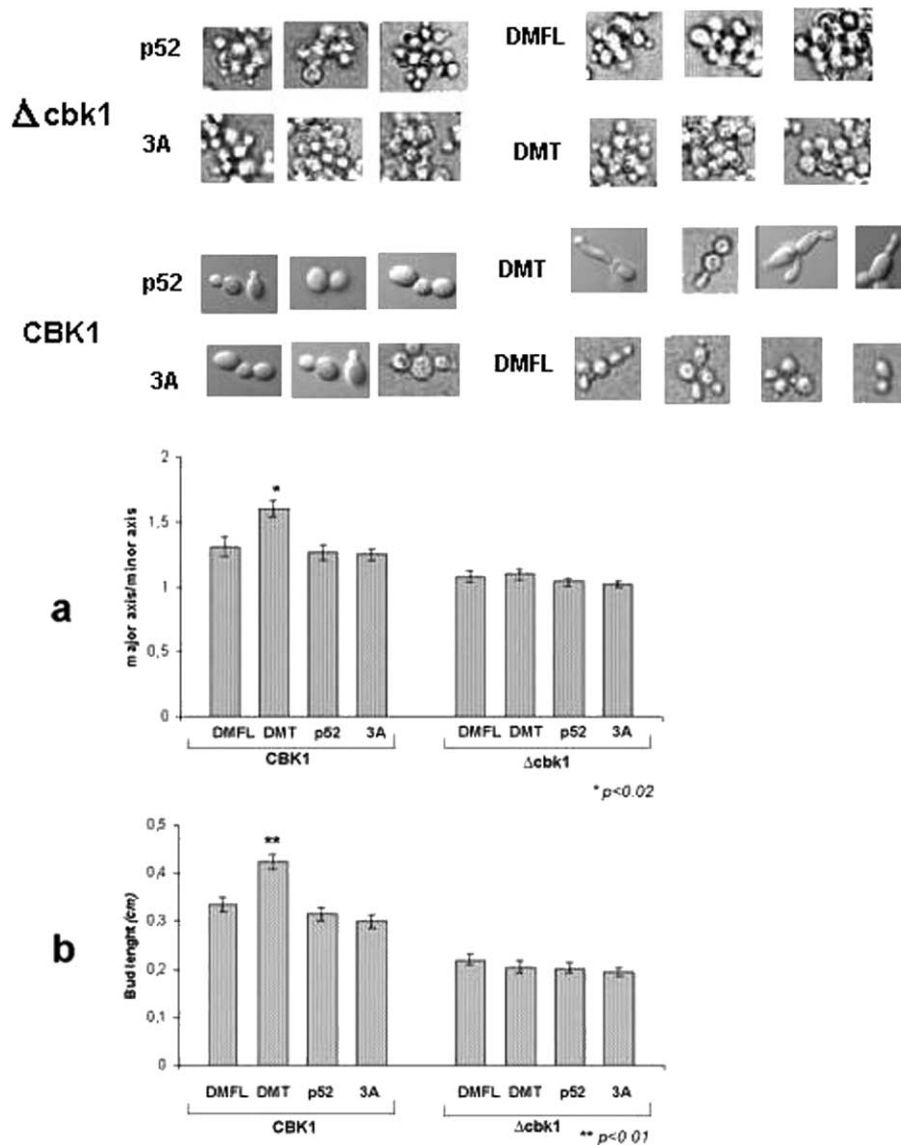 p52
DMFL
Δcbk1
3A
DMT
p52
DMT
CBK1
3A
DMFL
a
major axis/minor axis
2
1,5
1
0,5
0
*
DMFL DMT p52 3A DMFL DMT p52 3A
CBK1 Δcbk1
* p<0.02
b
Bud lenght (cm)
0,5
0,4
0,3
0,2
0,1
0
**
DMFL DMT p52 3A DMFL DMT p52 3A
CBK1 Δcbk1
** p<0 01